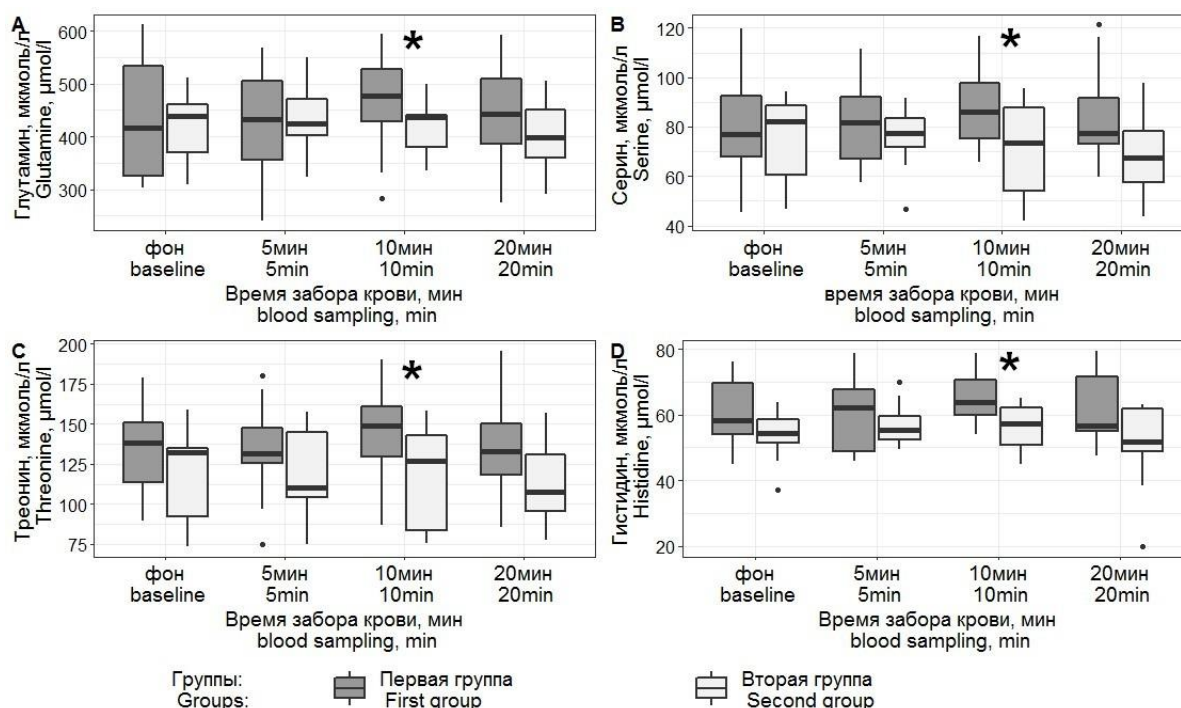 A
Глутамин, мкмоль/л
Glutamine, µmol/l
600
500
400
300
*
фон
baseline
5мин
5min
10мин
10min
20мин
20min
Время забора крови, мин
blood sampling, min
B
Серин, мкмоль/л
Serine, µmol/l
120
100
80
60
40
*
фон
baseline
5мин
5min
10мин
10min
20мин
20min
время забора крови, мин
blood sampling, min
C
Треонин, мкмоль/л
Threonine, µmol/l
200
175
150
125
100
75
*
фон
baseline
5мин
5min
10мин
10min
20мин
20min
Время забора крови, мин
blood sampling, min
D
Гистидин, мкмоль/л
Histidine, µmol/l
80
60
40
20
*
фон
baseline
5мин
5min
10мин
10min
20мин
20min
Время забора крови, мин
blood sampling, min
Группы:
Groups:
Первая группа
First group
Вторая группа
Second group